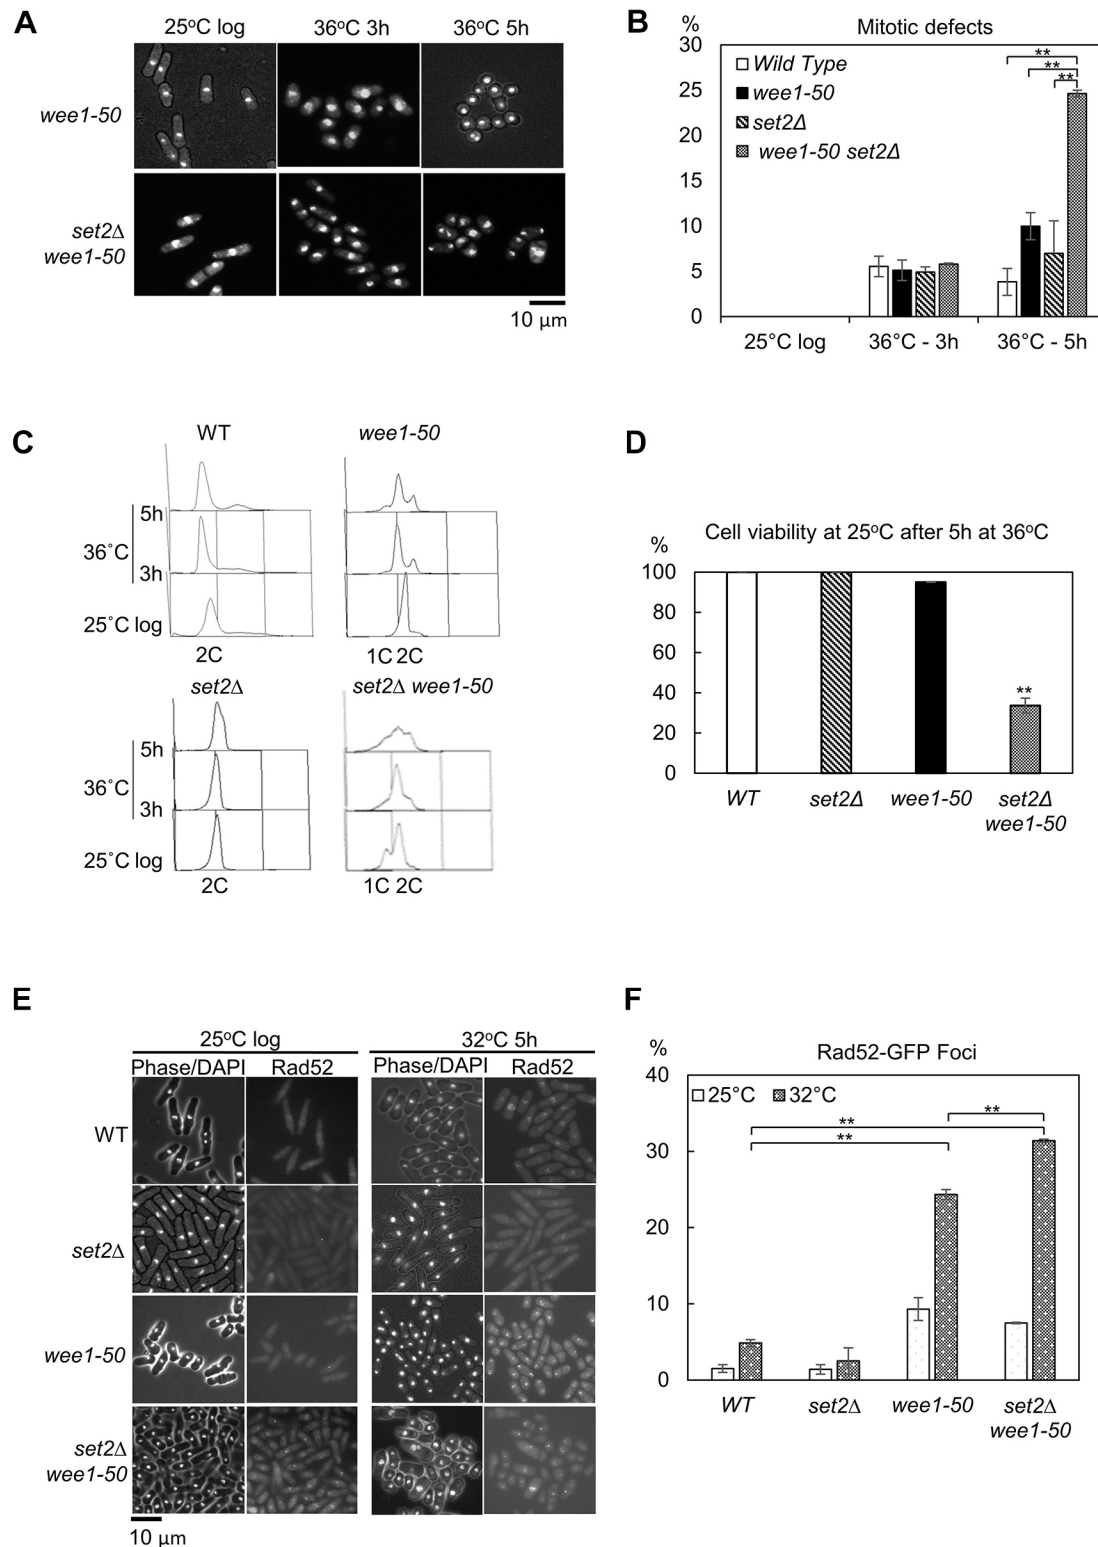 A
25°C log 36°C 3h 36°C 5h
wee1-50
set2Δ
wee1-50
10 μm
B
%
Mitotic defects
30
25
20
15
10
5
0
Wild Type
wee1-50
set2Δ
wee1-50 set2Δ
**
**
**
25°C log 36°C - 3h 36°C - 5h
C
WT wee1-50
5h
36°C
3h
25°C log
2C 1C 2C
set2Δ set2Δ wee1-50
5h
36°C
3h
25°C log
2C 1C 2C
D
Cell viability at 25°C after 5h at 36°C
%
100
80
60
40
20
0
**
WT set2Δ wee1-50 set2Δ
wee1-50
E
25°C log 32°C 5h
Phase/DAPI Rad52 Phase/DAPI Rad52
WT
set2Δ
wee1-50
set2Δ
wee1-50
10 μm
F
%
Rad52-GFP Foci
40
30
20
10
0
25°C 32°C
**
**
**
WT set2Δ wee1-50 set2Δ
wee1-50